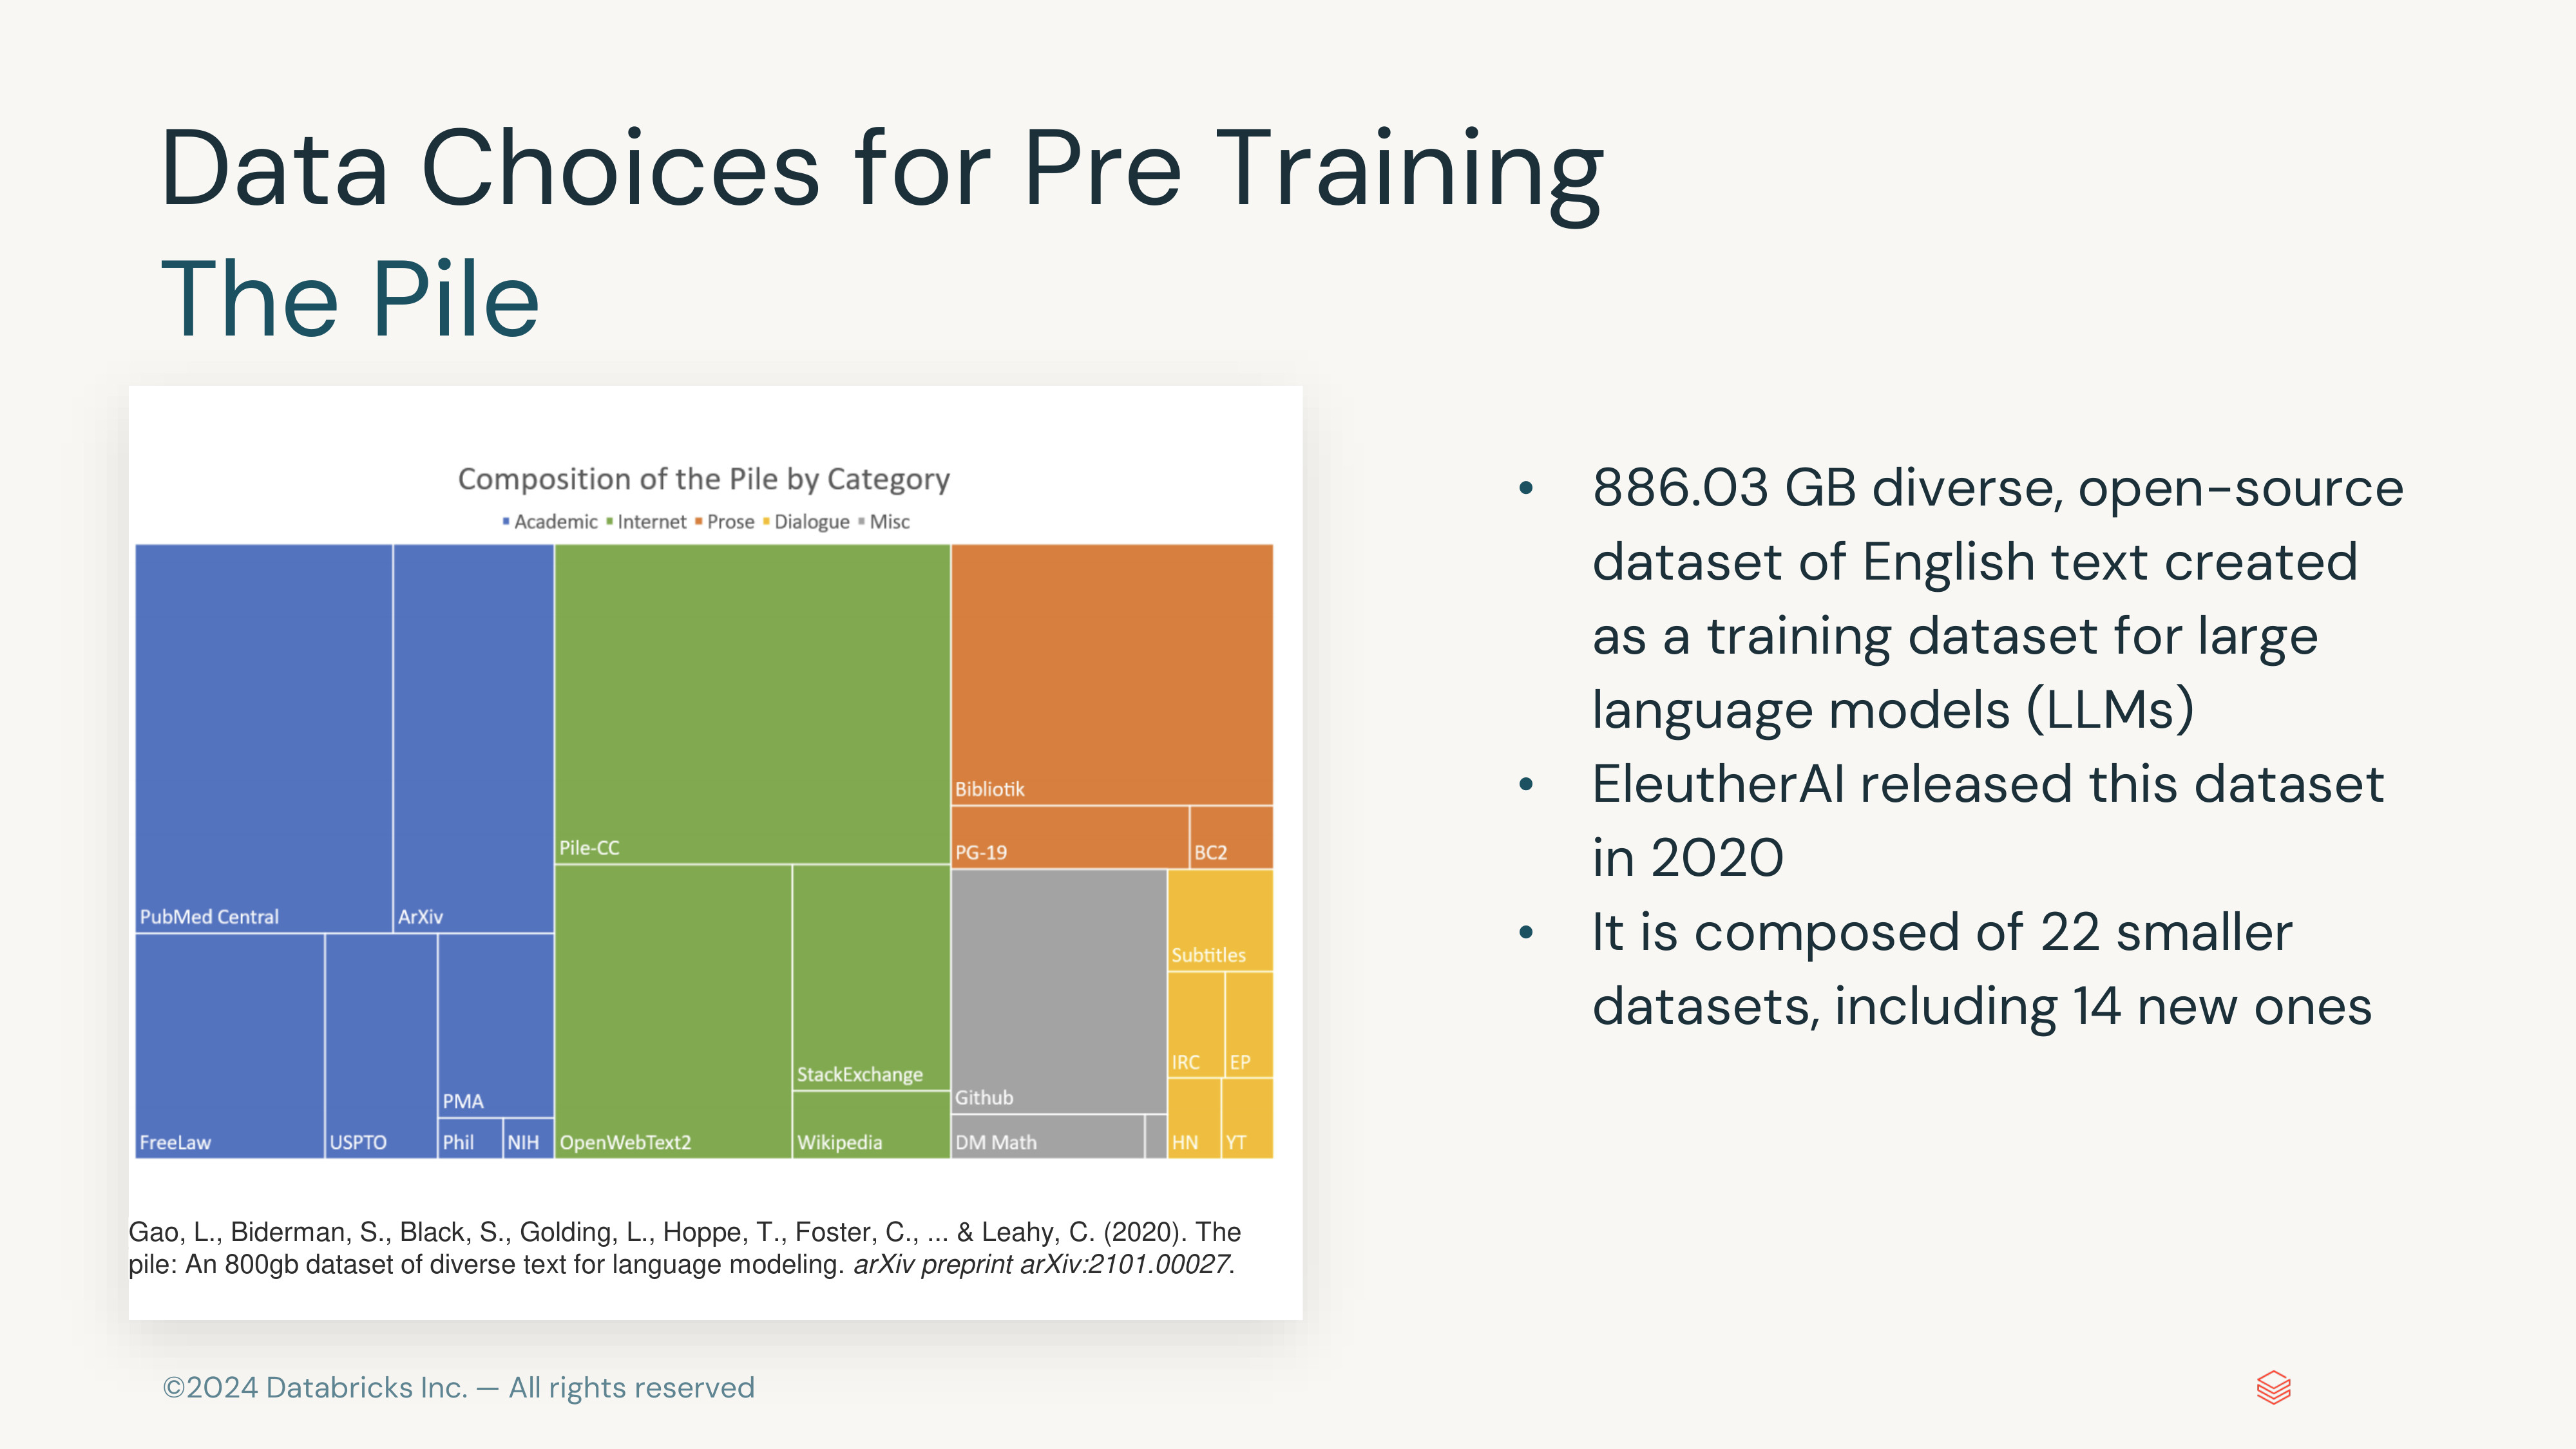 Data Choices for Pre Training
The Pile
Composition of the Pile by Category
Academic Internet Prose Dialogue Misc
PubMed Central
ArXiv
FreeLaw
USPTO
PMA
Phil
NIH
Pile-CC
OpenWebText2
StackExchange
Wikipedia
Bibliotik
PG-19
BC2
Github
DM Math
Subtitles
IRC
EP
HN
YT
Gao, L., Biderman, S., Black, S., Golding, L., Hoppe, T., Foster, C., ... & Leahy, C. (2020). The
pile: An 800gb dataset of diverse text for language modeling. arXiv preprint arXiv:2101.00027.
• 886.03 GB diverse, open-source
dataset of English text created
as a training dataset for large
language models (LLMs)
• EleutherAI released this dataset
in 2020
• It is composed of 22 smaller
datasets, including 14 new ones
©2024 Databricks Inc. — All rights reserved